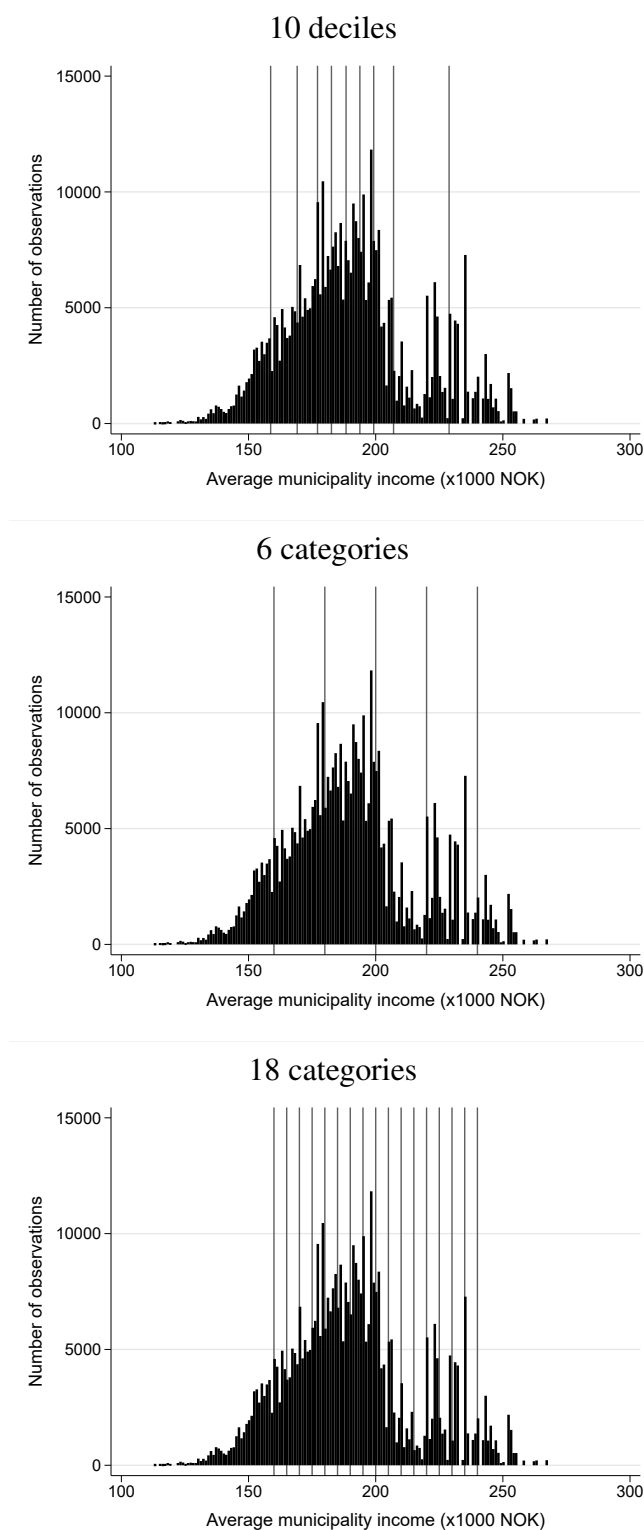 10 deciles
15000
10000
5000
0
Number of observations
100 150 200 250 300
Average municipality income (x1000 NOK)
6 categories
15000
10000
5000
0
Number of observations
100 150 200 250 300
Average municipality income (x1000 NOK)
18 categories
15000
10000
5000
0
Number of observations
100 150 200 250 300
Average municipality income (x1000 NOK)